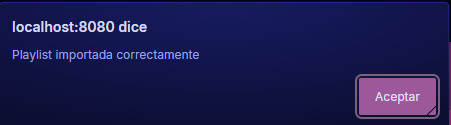 localhost:8080 dice
Playlist importada correctamente
Aceptar